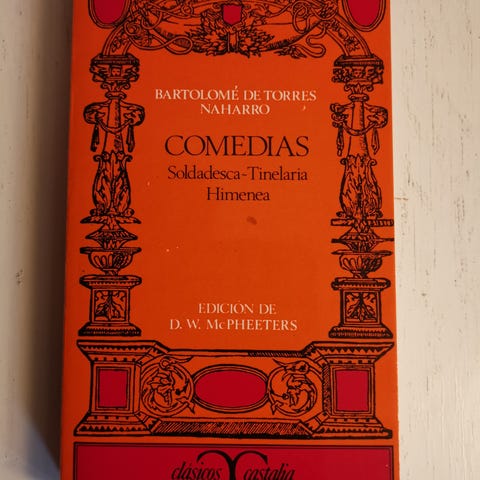 BARTOLOMÉ DE TORRES
NAHARRO
COMEDIAS
Soldadesca-Tinelaria
Himenea
EDICIÓN DE
D. W. McPHEETERS
clásicos castalia